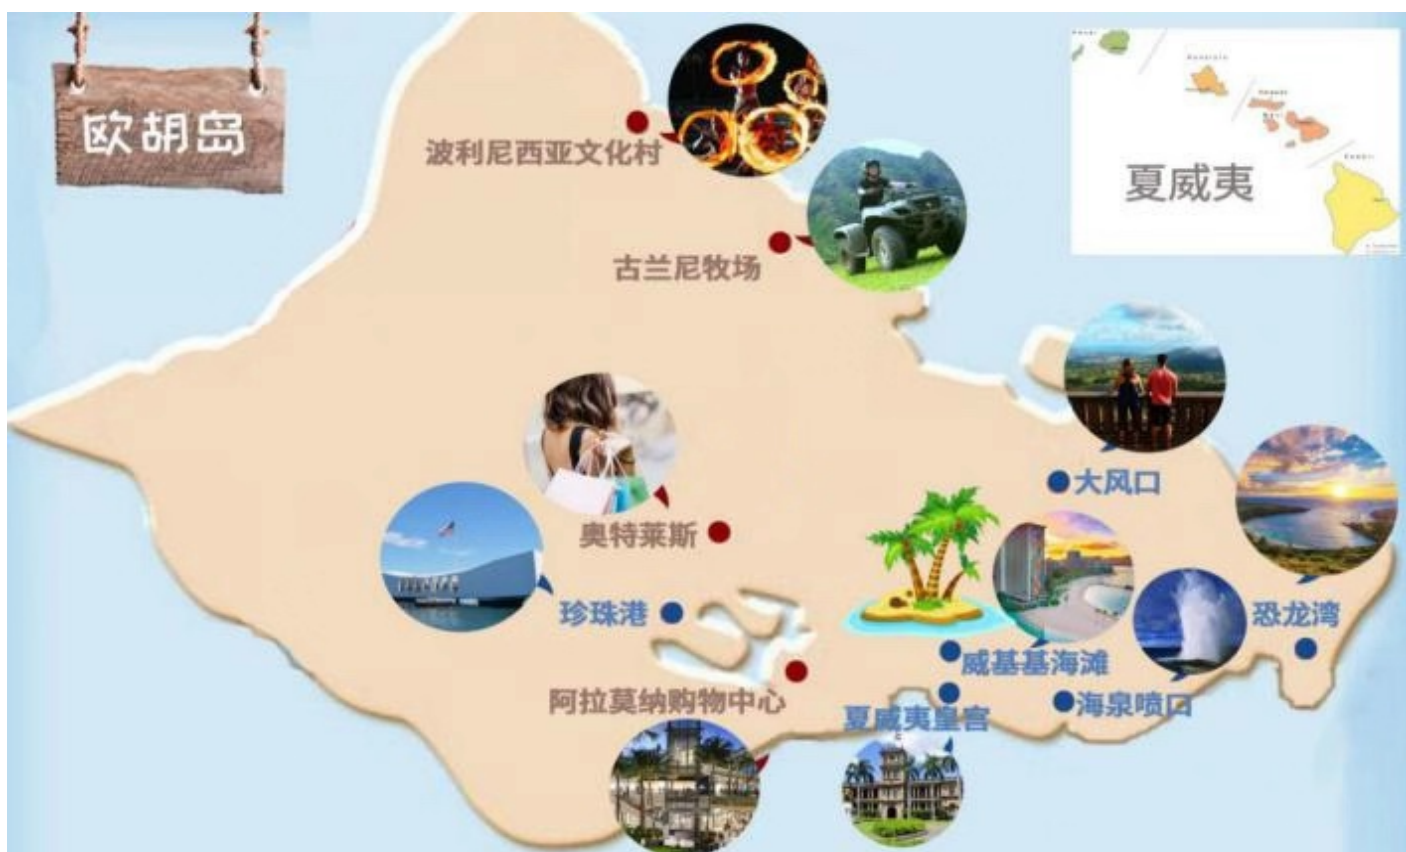 欧胡岛
夏威夷
波利尼西亚文化村
古兰尼牧场
大风口
奥特莱斯
珍珠港
恐龙湾
威基基海滩
阿拉莫纳购物中心
夏威夷皇宫
海泉喷口